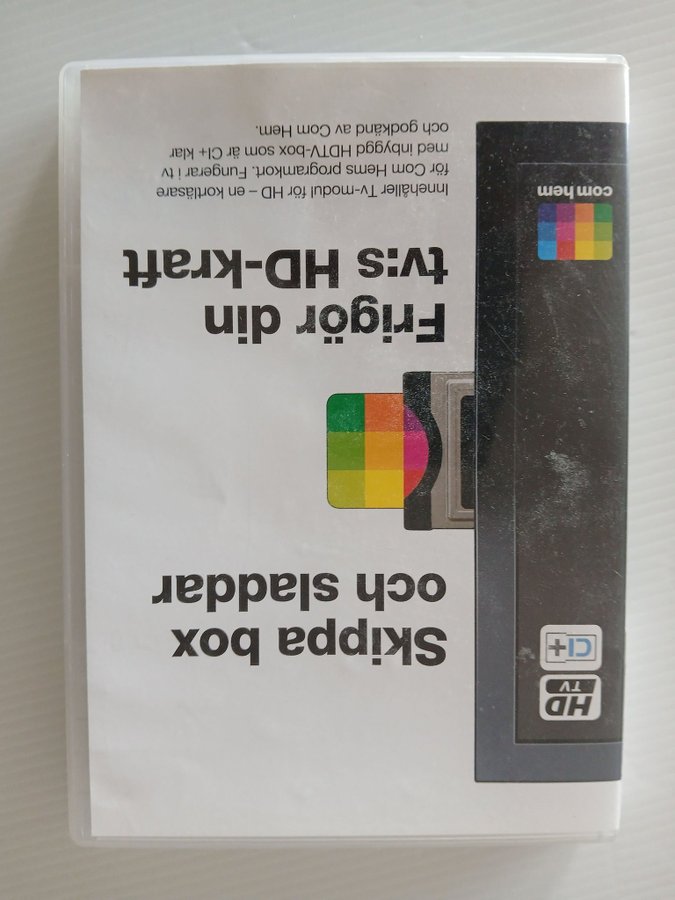 HD
TV
CI+
Skippa box
och sladdar
Frigör din
tv:s HD-kraft
Innehåller Tv-modul för HD – en kortläsare
för Com Hems programkort. Fungerar i tv
med inbyggd HDTV-box som är CI+ klar
och godkänd av Com Hem.
com hem